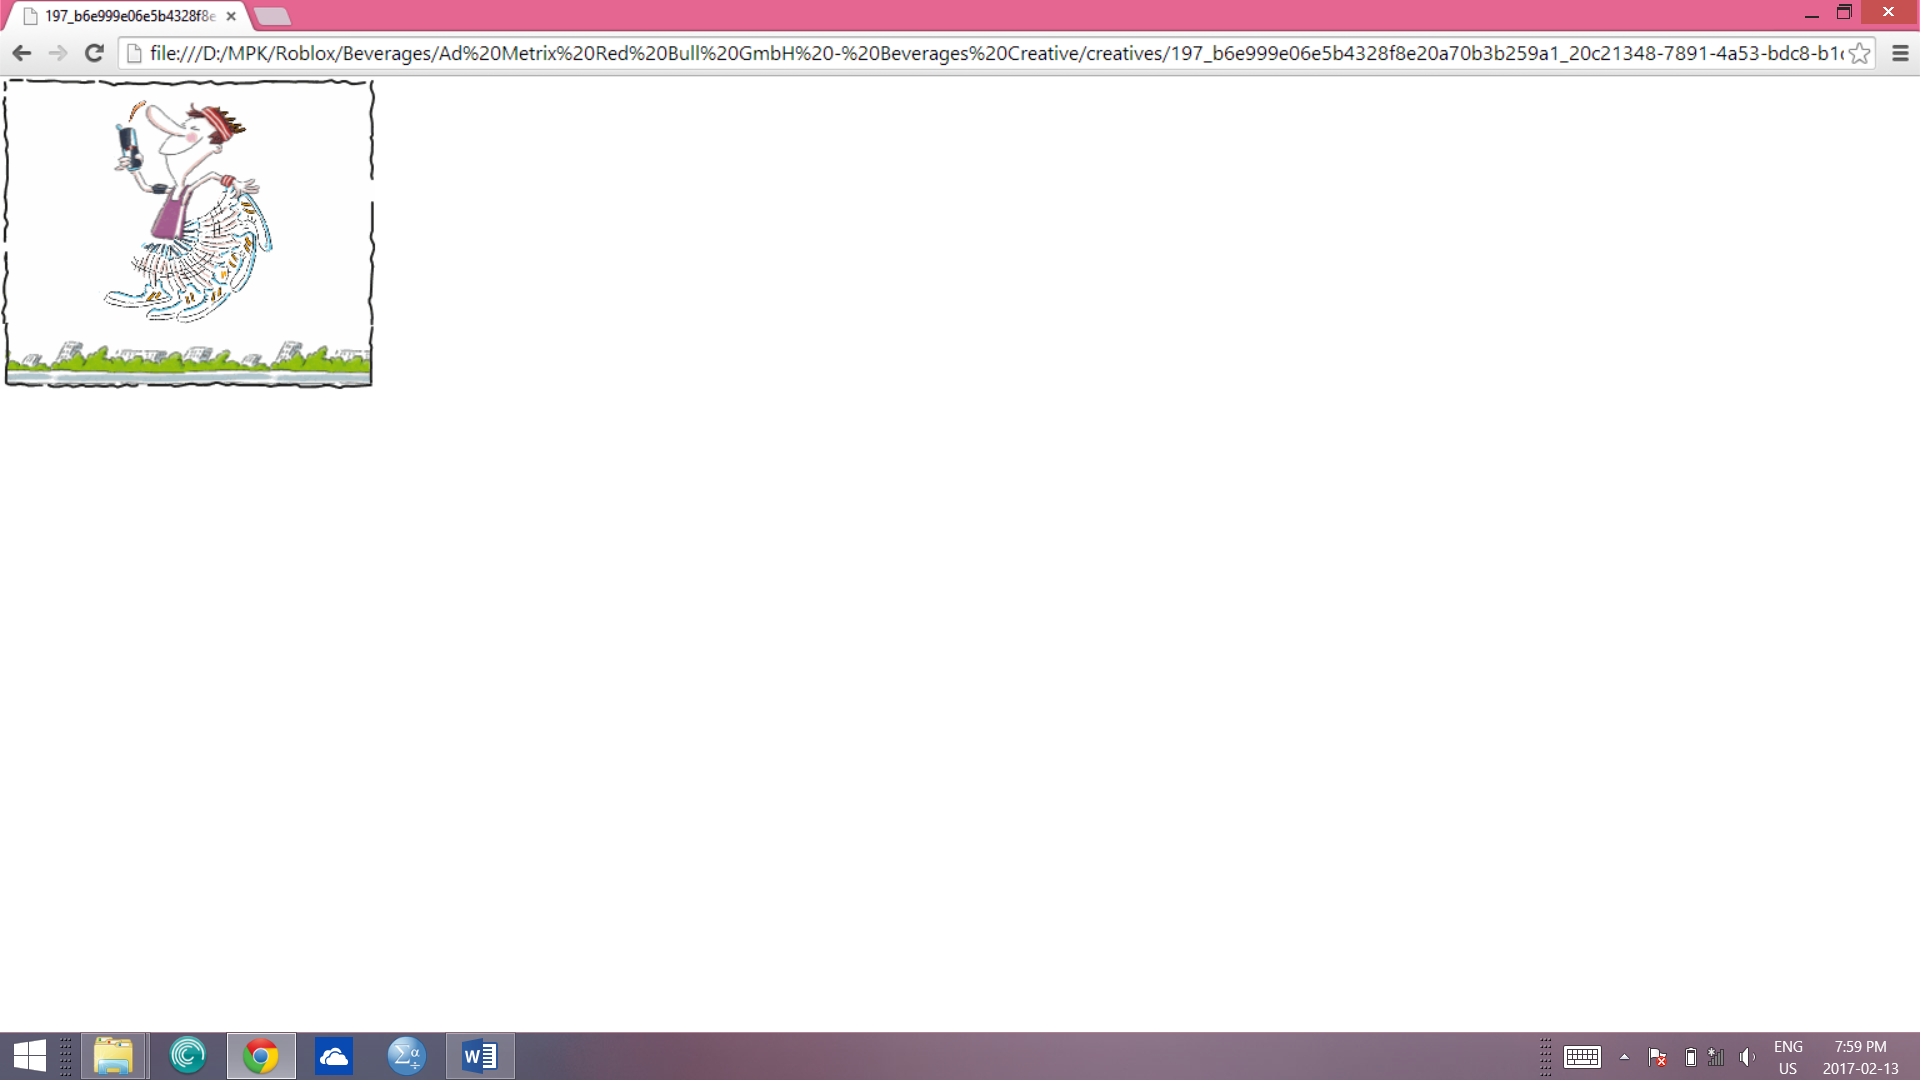 197_b6e999e06e5b4328f8e
file:///D:/MPK/Roblox/Beverages/Ad%20Metrix%20Red%20Bull%20GmbH%20-%20Beverages%20Creative/creatives/197_b6e999e06e5b4328f8e20a70b3b259a1_20c21348-7891-4a53-bdc8-b1
ENG 7:59 PM
US 2017-02-13